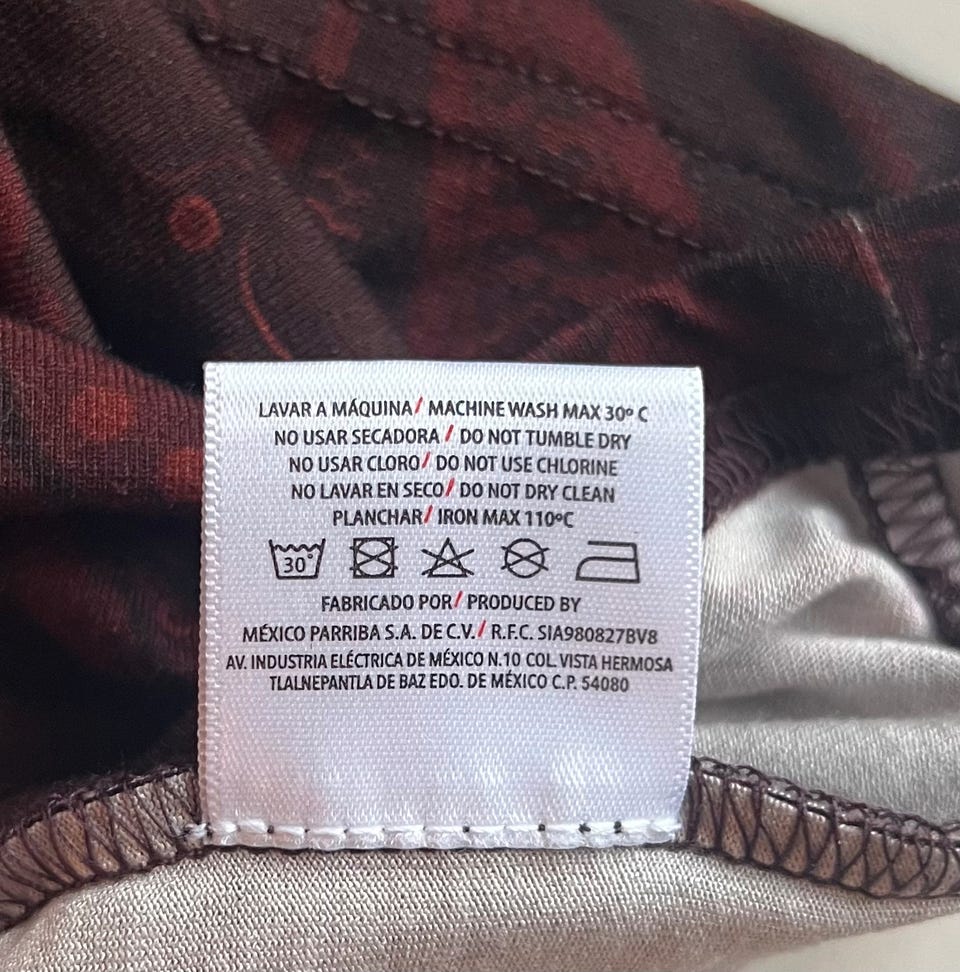 LAVAR A MÁQUINA / MACHINE WASH MAX 30º C
NO USAR SECADORA / DO NOT TUMBLE DRY
NO USAR CLORO / DO NOT USE CHLORINE
NO LAVAR EN SECO / DO NOT DRY CLEAN
PLANCHAR / IRON MAX 110ºC
30°
FABRICADO POR / PRODUCED BY
MÉXICO PARRIBA S.A. DE C.V. / R.F.C. SIA980827BV8
AV. INDUSTRIA ELÉCTRICA DE MÉXICO N.10 COL. VISTA HERMOSA
TLALNEPANTLA DE BAZ EDO. DE MÉXICO C.P. 54080